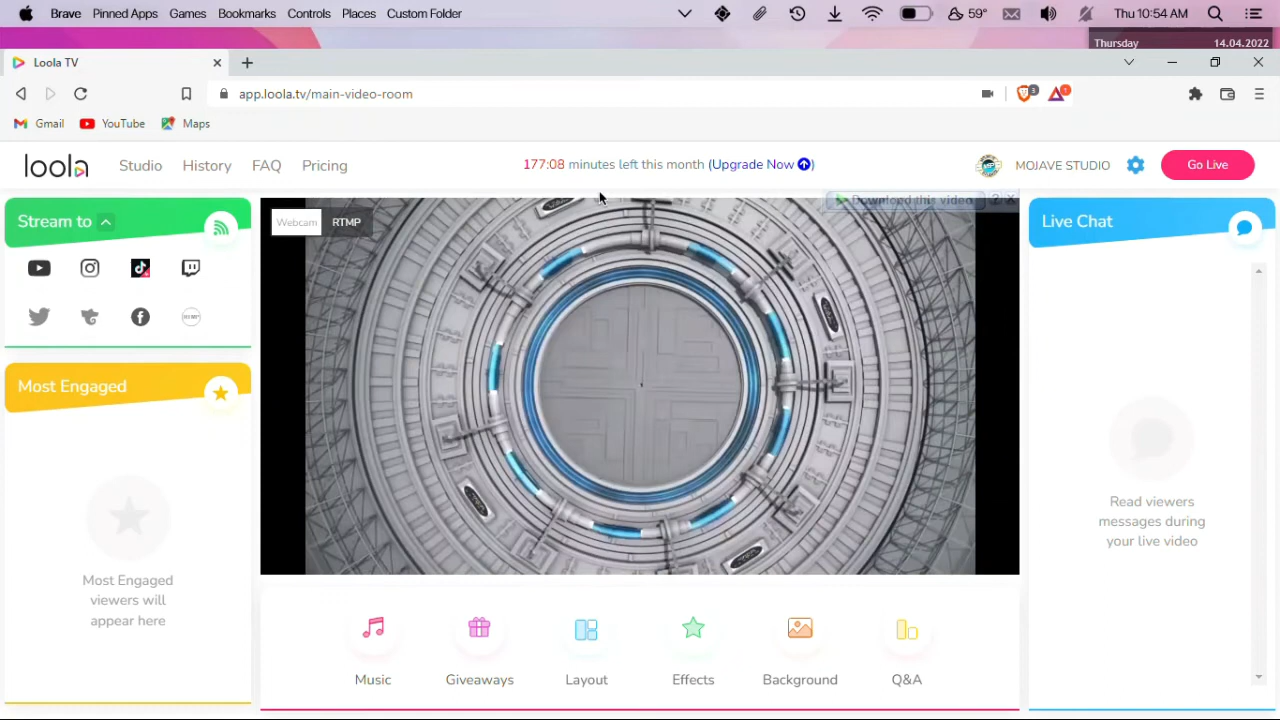 Brave Pinned Apps Games Bookmarks Controls Places Custom Folder 59° Thu 10:54 AM
Thursday 14.04.2022
Loola TV
app.loola.tv/main-video-room 3 1
Gmail YouTube Maps
loola Studio History FAQ Pricing 177:08 minutes left this month (Upgrade Now) MOJAVE STUDIO Go Live
Download this video ? X
Stream to
Webcam RTMP
Live Chat
Most Engaged
Read viewers
messages during
your live video
Most Engaged
viewers will
appear here
Music Giveaways Layout Effects Background Q&A